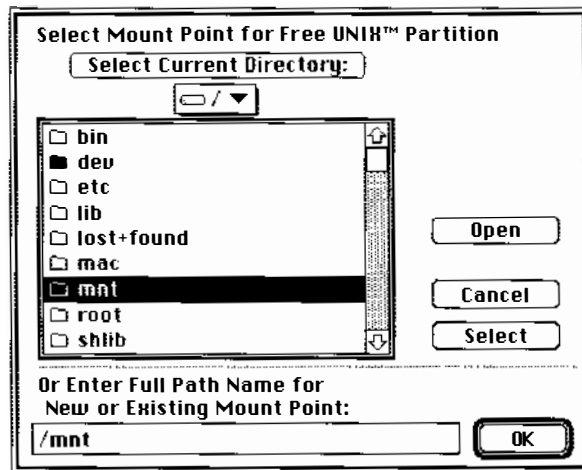 Select Mount Point for Free UNIX™ Partition
Select Current Directory:
/
bin
dev
etc
lib
lost+found
mac
mnt
root
shlib
Open
Cancel
Select
Or Enter Full Path Name for
New or Existing Mount Point:
/mnt
OK